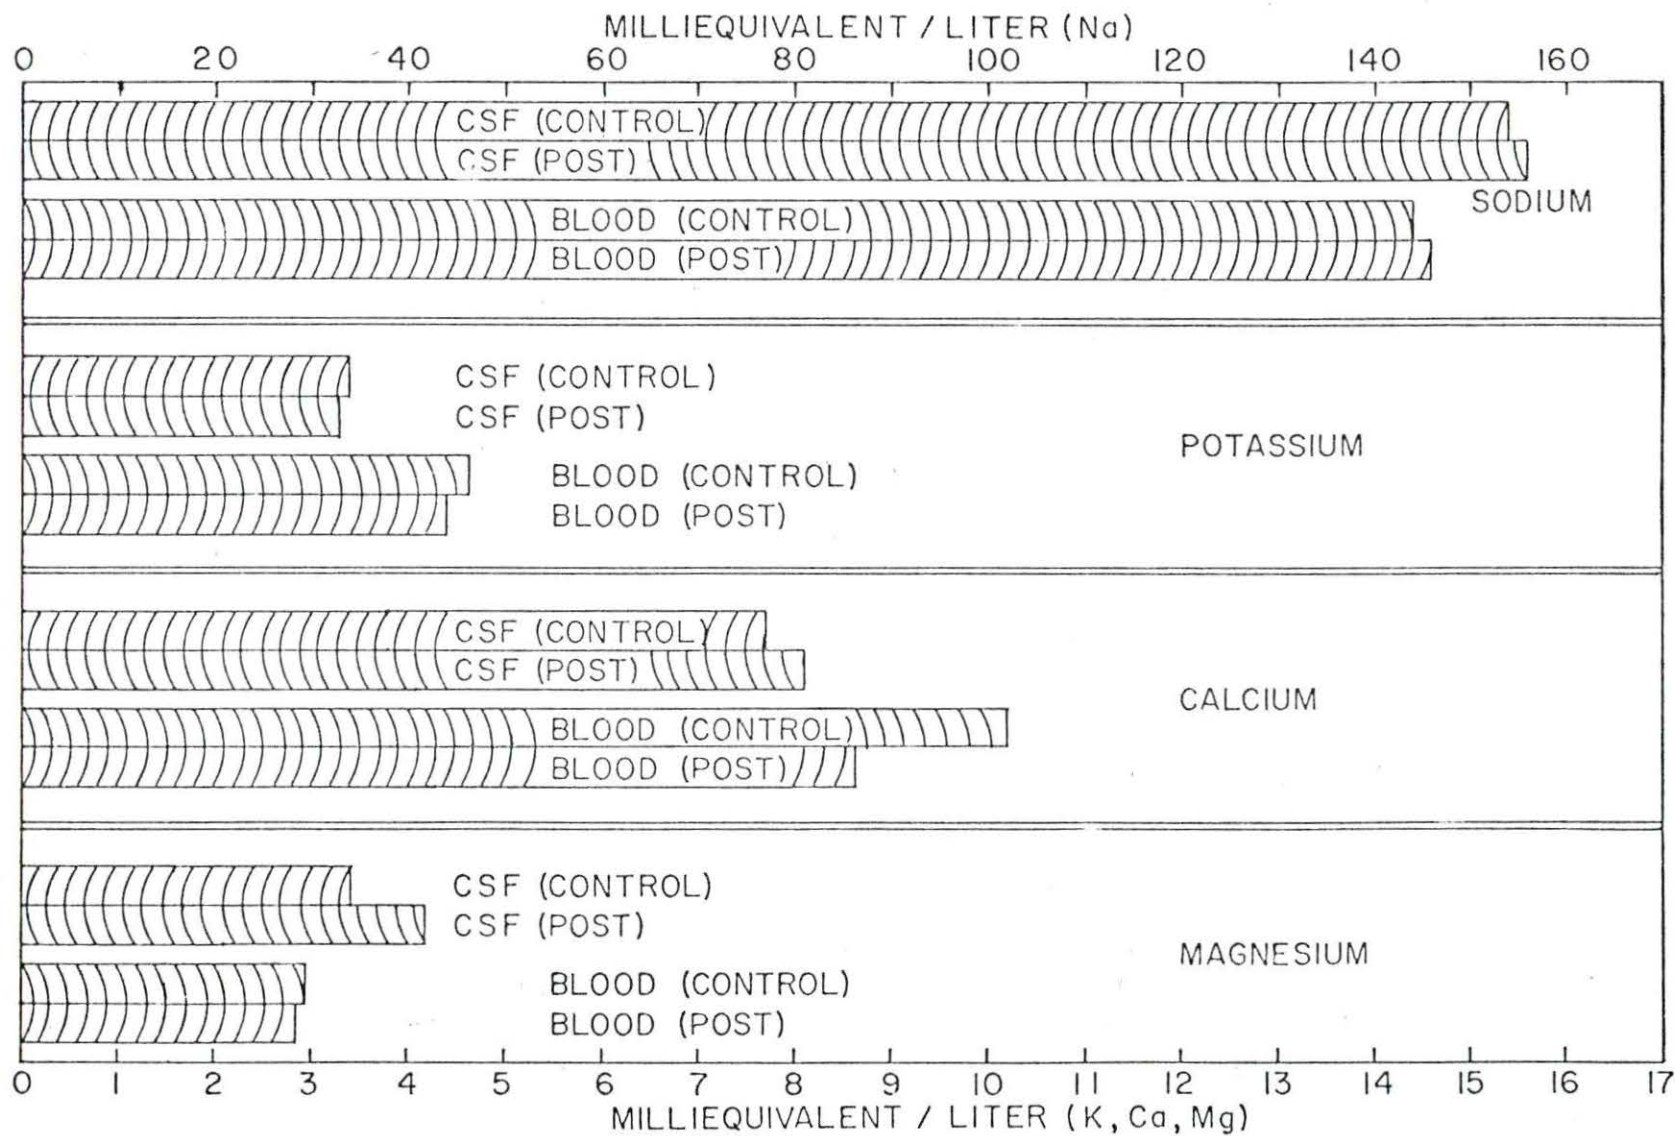 MILLIEQUIVALENT / LITER (Na)
0 20 40 60 80 100 120 140 160
CSF (CONTROL)
CSF (POST)
SODIUM
BLOOD (CONTROL)
BLOOD (POST)
CSF (CONTROL)
CSF (POST)
POTASSIUM
BLOOD (CONTROL)
BLOOD (POST)
CSF (CONTROL)
CSF (POST)
CALCIUM
BLOOD (CONTROL)
BLOOD (POST)
CSF (CONTROL)
CSF (POST)
MAGNESIUM
BLOOD (CONTROL)
BLOOD (POST)
0 1 2 3 4 5 6 7 8 9 10 11 12 13 14 15 16 17
MILLIEQUIVALENT / LITER (K, Ca, Mg)